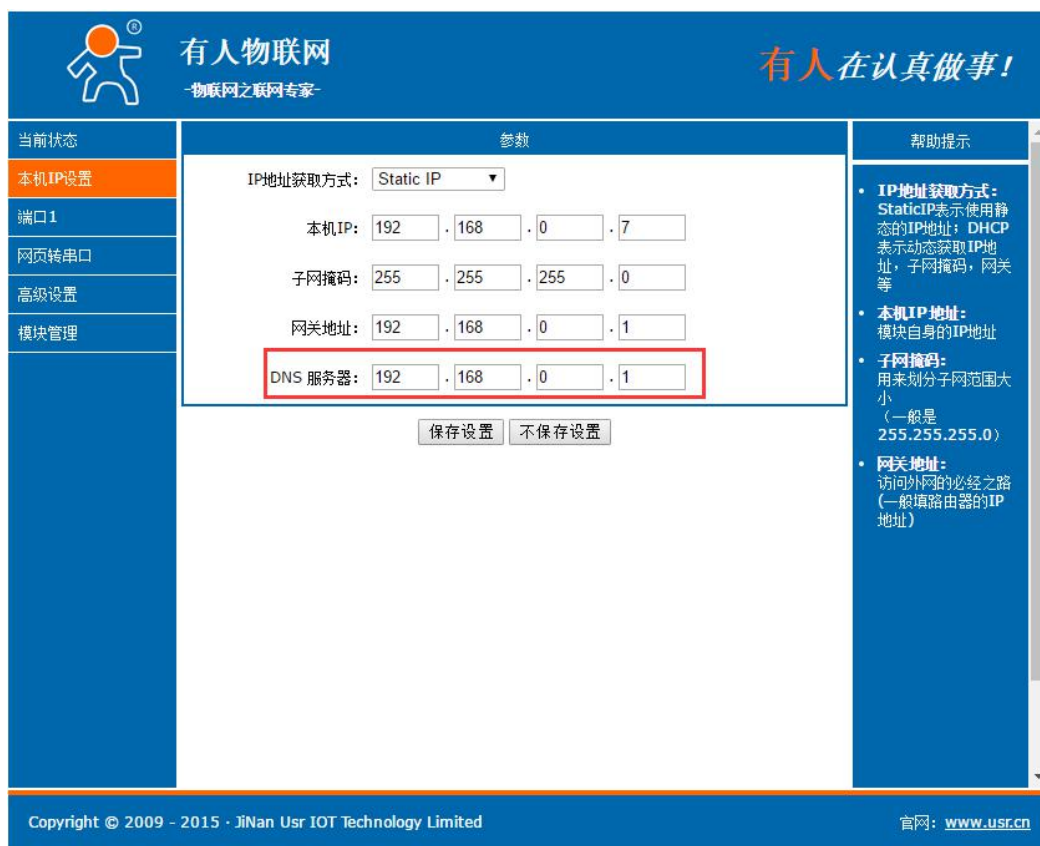 ®
有人物联网
-物联网之联网专家-
有人在认真做事!
当前状态
本机IP设置
端口1
网页转串口
高级设置
模块管理
参数
IP地址获取方式: Static IP
本机IP: 192 . 168 . 0 . 7
子网掩码: 255 . 255 . 255 . 0
网关地址: 192 . 168 . 0 . 1
DNS 服务器: 192 . 168 . 0 . 1
保存设置 不保存设置
帮助提示
• IP地址获取方式:
StaticIP表示使用静
态的IP地址; DHCP
表示动态获取IP地
址,子网掩码,网关
等
• 本机IP地址:
模块自身的IP地址
• 子网掩码:
用来划分子网范围大
小
(一般是
255.255.255.0)
• 网关地址:
访问外网的必经之路
(一般填路由器的IP
地址)
Copyright © 2009 - 2015 · JiNan Usr IOT Technology Limited
官网: www.usr.cn